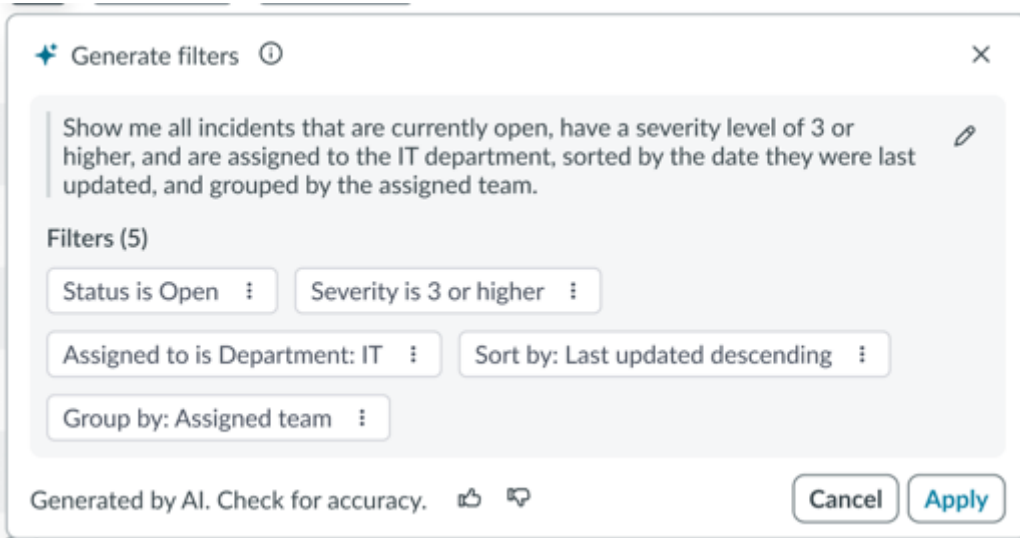 Generate filters
Show me all incidents that are currently open, have a severity level of 3 or
higher, and are assigned to the IT department, sorted by the date they were last
updated, and grouped by the assigned team.
Filters (5)
Status is Open
Severity is 3 or higher
Assigned to is Department: IT
Sort by: Last updated descending
Group by: Assigned team
Generated by AI. Check for accuracy.
Cancel
Apply